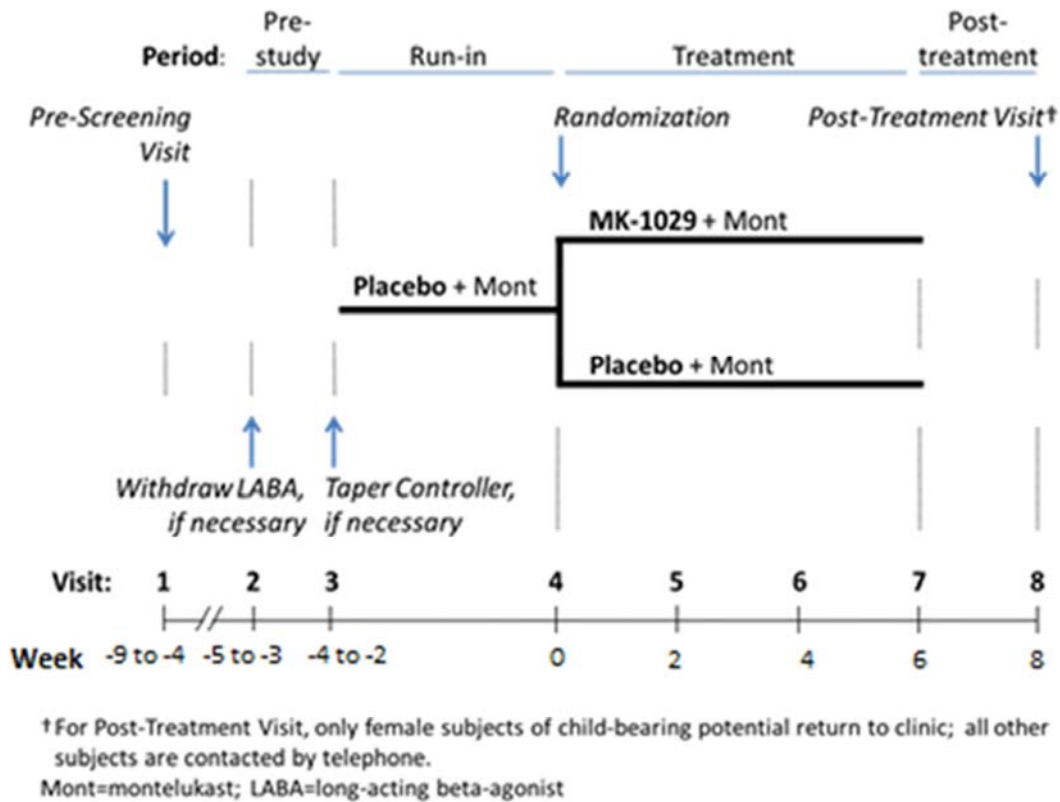 Period: Pre-study Run-in Treatment Post-treatment
Pre-Screening Visit
Randomization
Post-Treatment Visit†
MK-1029 + Mont
Placebo + Mont
Placebo + Mont
Withdraw LABA, if necessary
Taper Controller, if necessary
Visit: 1 2 3 4 5 6 7 8
Week -9 to -4 -5 to -3 -4 to -2 0 2 4 6 8
†For Post-Treatment Visit, only female subjects of child-bearing potential return to clinic; all other
subjects are contacted by telephone.
Mont=montelukast; LABA=long-acting beta-agonist